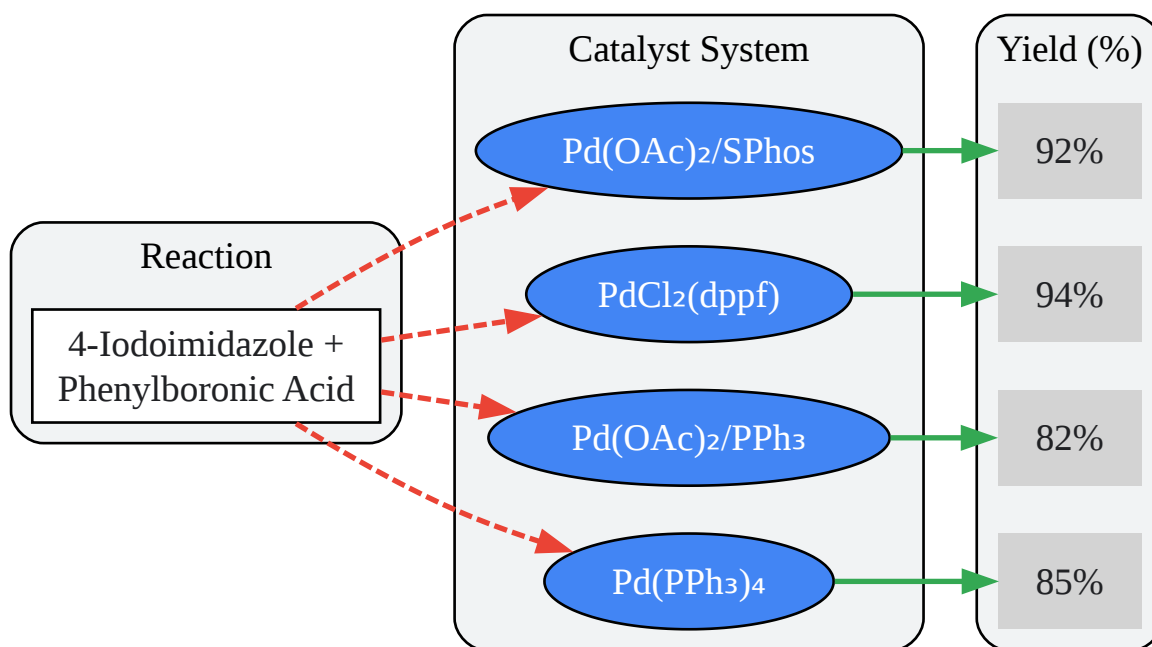 Catalyst System
Yield (%)
Pd(OAc)₂/SPhos
92%
Reaction
PdCl₂(dppf)
94%
4-Iodoimidazole +
Phenylboronic Acid
Pd(OAc)₂/PPh₃
82%
Pd(PPh₃)₄
85%